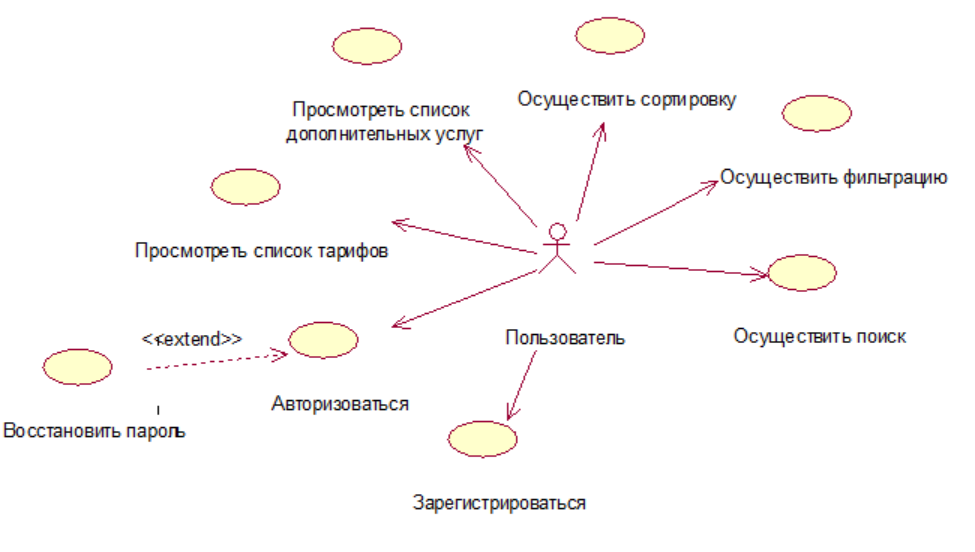 Осуществить сортировку
Просмотреть список
дополнительных услуг
Осуществить фильтрацию
Просмотреть список тарифов
Пользователь
Осуществить поиск
<<extend>>
Авторизоваться
Восстановить пароль
Зарегистрироваться